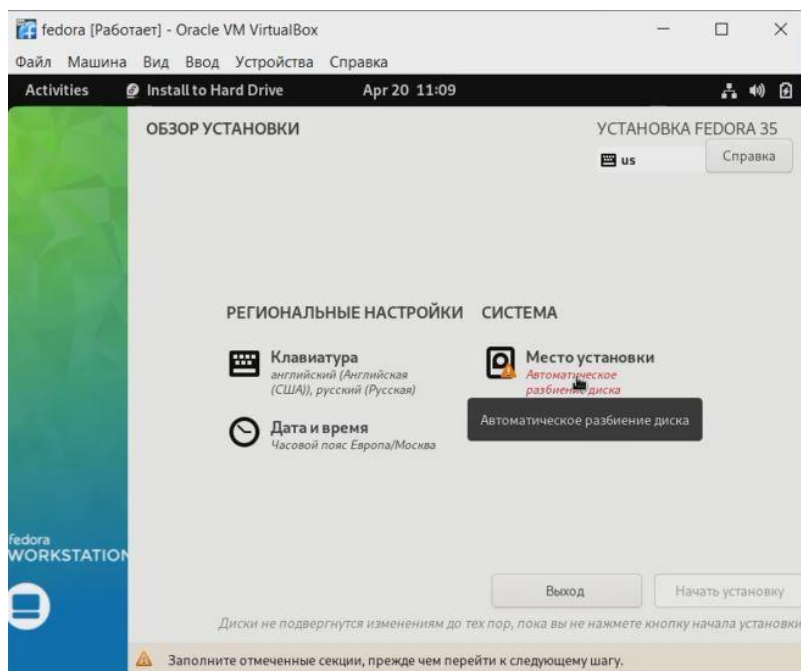 fedora [Работает] - Oracle VM VirtualBox
Файл Машина Вид Ввод Устройства Справка
Activities Install to Hard Drive Apr 20 11:09
ОБЗОР УСТАНОВКИ
УСТАНОВКА FEDORA 35
us
Справка
РЕГИОНАЛЬНЫЕ НАСТРОЙКИ
Клавиатура
английский (Английская
(США)), русский (Русская)
Дата и время
Часовой пояс Европа/Москва
СИСТЕМА
Место установки
Автоматическое
разбиение диска
Автоматическое разбиение диска
fedora
WORKSTATION
Выход
Начать установку
Диски не подвергнутся изменениям до тех пор, пока вы не нажмете кнопку начала установки
Заполните отмеченные секции, прежде чем перейти к следующему шагу.